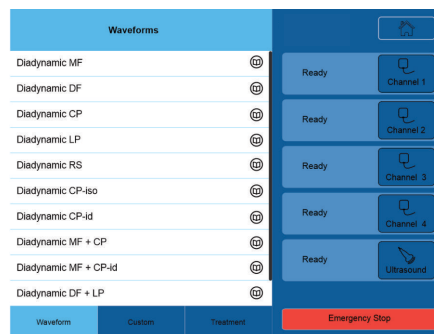 Waveforms
Diadynamic MF
Diadynamic DF
Diadynamic CP
Diadynamic LP
Diadynamic RS
Diadynamic CP-iso
Diadynamic CP-id
Diadynamic MF + CP
Diadynamic MF + CP-id
Diadynamic DF + LP
Waveform
Custom
Treatment
Ready
Channel 1
Ready
Channel 2
Ready
Channel 3
Ready
Channel 4
Ready
Ultrasound
Emergency Stop